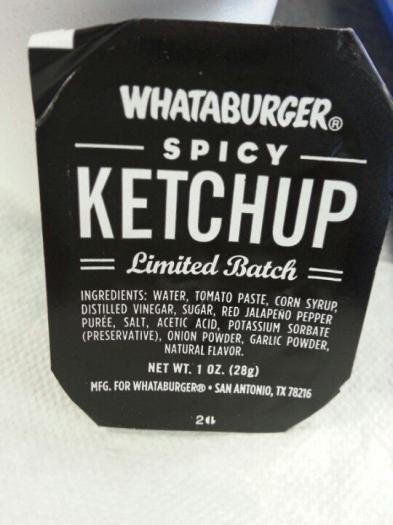 WHATABURGER®
SPICY
KETCHUP
Limited Batch
INGREDIENTS: WATER, TOMATO PASTE, CORN SYRUP,
DISTILLED VINEGAR, SUGAR, RED JALAPEÑO PEPPER
PURÉE, SALT, ACETIC ACID, POTASSIUM SORBATE
(PRESERVATIVE), ONION POWDER, GARLIC POWDER,
NATURAL FLAVOR.
NET WT. 1 OZ. (28g)
MFG. FOR WHATABURGER® • SAN ANTONIO, TX 78216